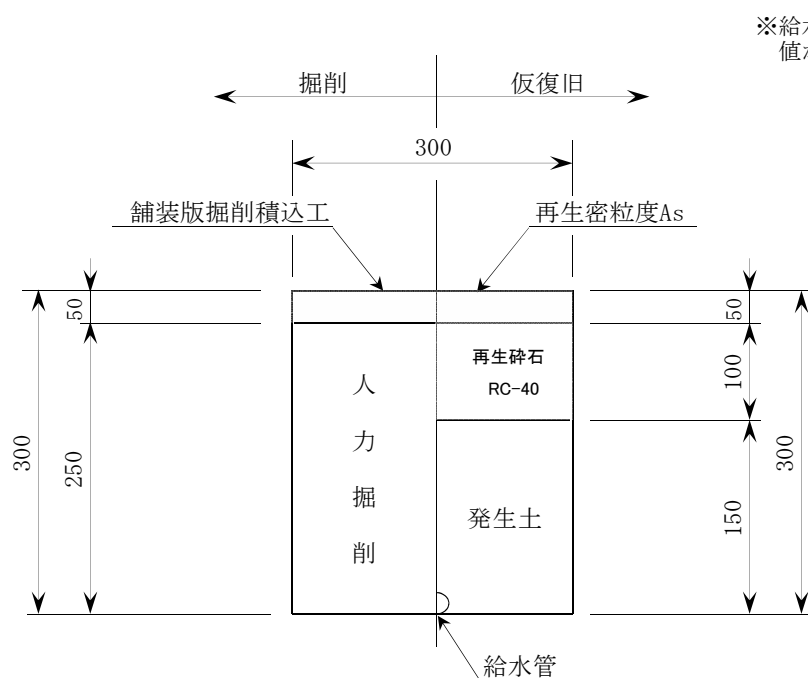 ※給水
値が
掘削
仮復旧
300
舗装版掘削積込工
再生密粒度As
50
50
再生砕石
RC-40
100
人力掘削
300
250
300
発生土
150
給水管